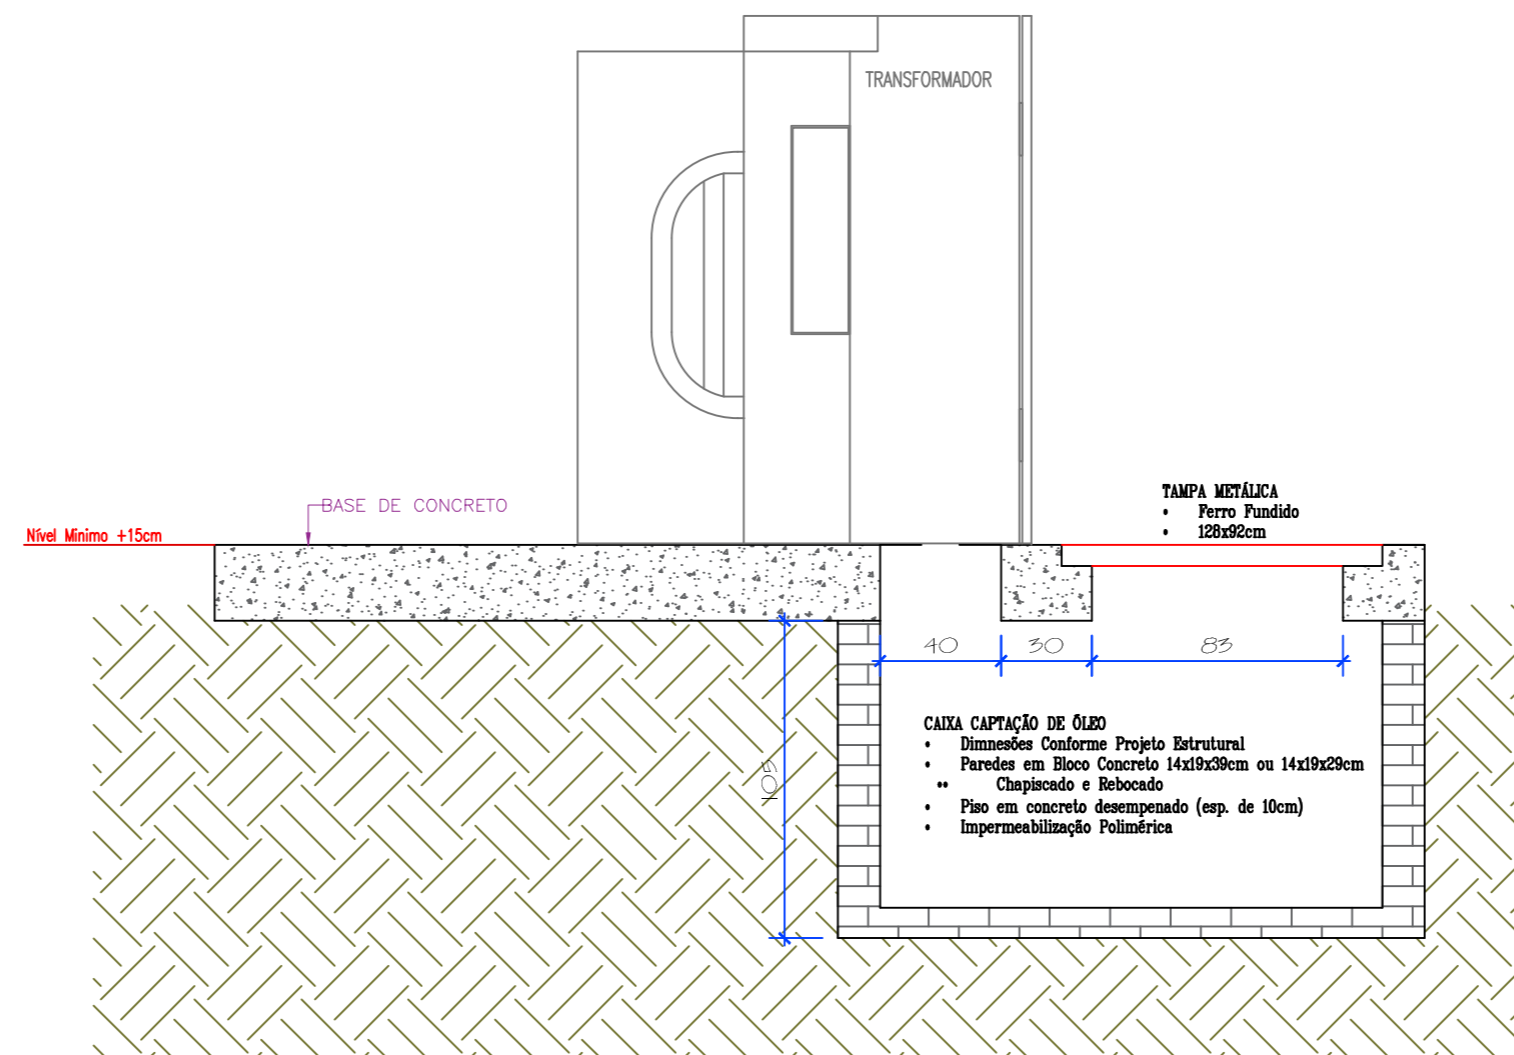 TRANSFORMADOR
TAMPA METÁLICA
• Ferro Fundido
• 128x92cm
BASE DE CONCRETO
Nível Minimo +15cm
40
30
83
105
CAIXA CAPTAÇÃO DE ÓLEO
• Dimnesões Conforme Projeto Estrutural
• Paredes em Bloco Concreto 14x19x39cm ou 14x19x29cm
•• Chapiscado e Rebocado
• Piso em concreto desempenado (esp. de 10cm)
• Impermeabilização Polimérica